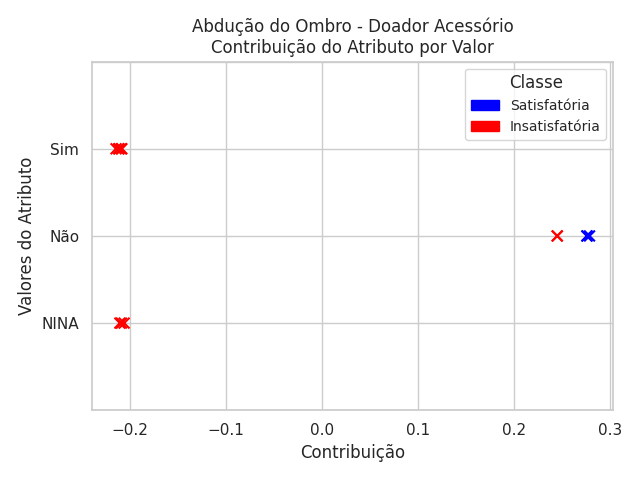 Abdução do Ombro - Doador Acessório
Contribuição do Atributo por Valor
Classe
Satisfatória
Insatisfatória
Valores do Atributo
Sim
Não
NINA
−0.2
−0.1
0.0
0.1
0.2
0.3
Contribuição